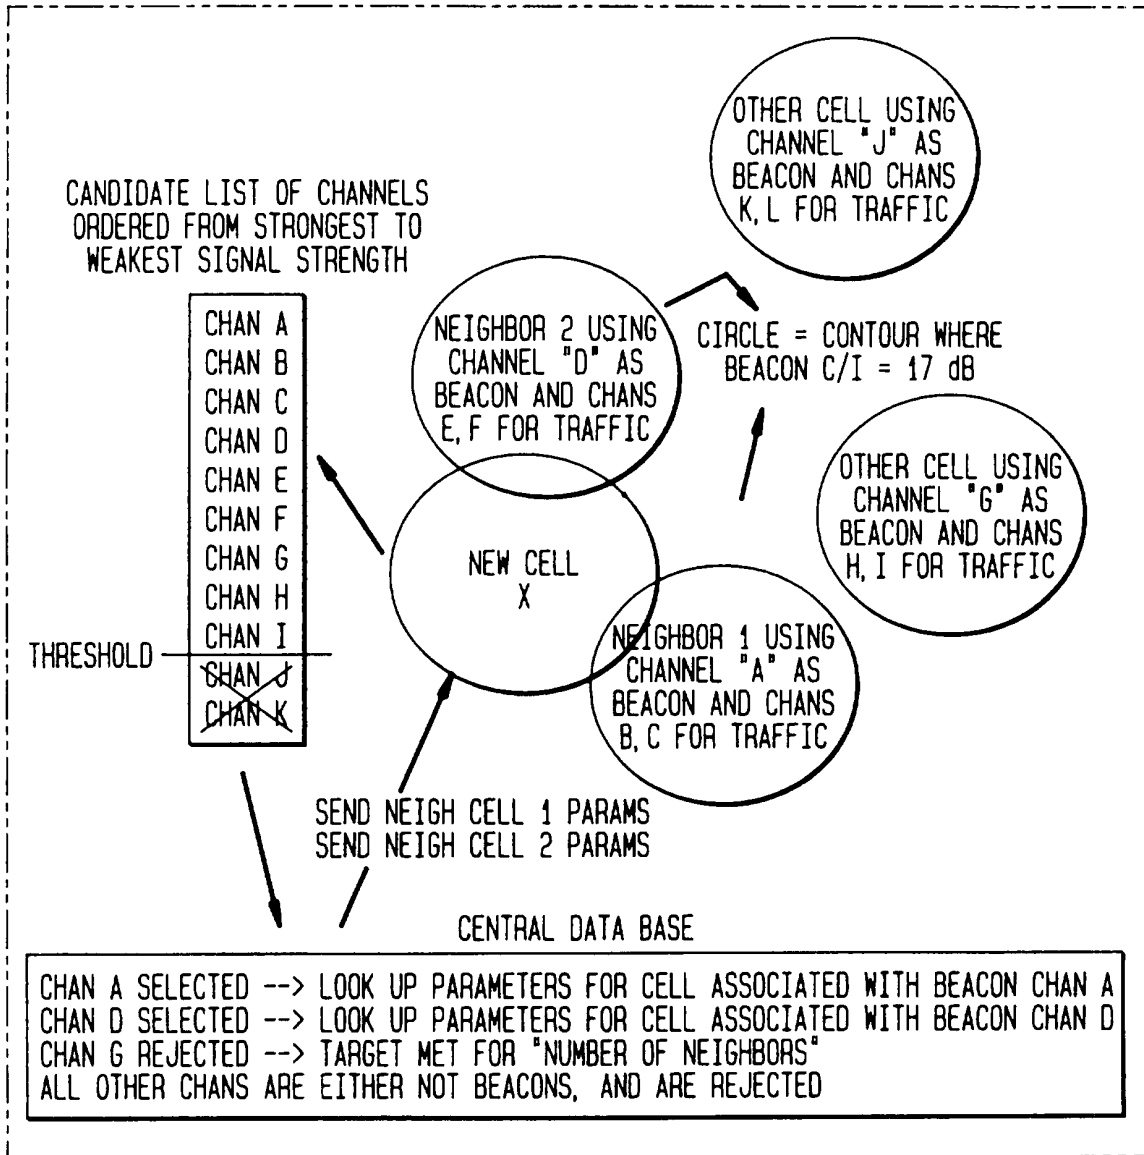 OTHER CELL USING
CHANNEL "J" AS
BEACON AND CHANS
K, L FOR TRAFFIC
CANDIDATE LIST OF CHANNELS
ORDERED FROM STRONGEST TO
WEAKEST SIGNAL STRENGTH
CHAN A
CHAN B
CHAN C
CHAN D
CHAN E
CHAN F
CHAN G
CHAN H
CHAN I
THRESHOLD
CHAN J
CHAN K
NEIGHBOR 2 USING
CHANNEL "D" AS
BEACON AND CHANS
E, F FOR TRAFFIC
CIRCLE = CONTOUR WHERE
BEACON C/I = 17 dB
OTHER CELL USING
CHANNEL "G" AS
BEACON AND CHANS
H, I FOR TRAFFIC
NEW CELL
X
NEIGHBOR 1 USING
CHANNEL "A" AS
BEACON AND CHANS
B, C FOR TRAFFIC
SEND NEIGH CELL 1 PARAMS
SEND NEIGH CELL 2 PARAMS
CENTRAL DATA BASE
CHAN A SELECTED --> LOOK UP PARAMETERS FOR CELL ASSOCIATED WITH BEACON CHAN A
CHAN D SELECTED --> LOOK UP PARAMETERS FOR CELL ASSOCIATED WITH BEACON CHAN D
CHAN G REJECTED --> TARGET MET FOR "NUMBER OF NEIGHBORS"
ALL OTHER CHANS ARE EITHER NOT BEACONS, AND ARE REJECTED